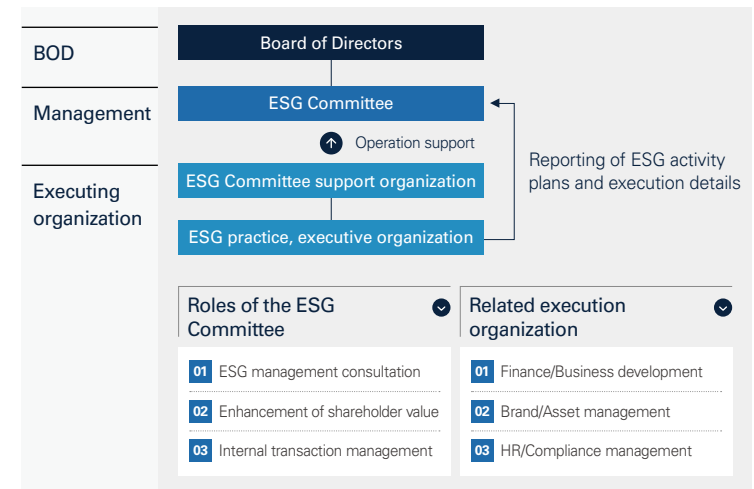 BOD
Board of Directors
Management
ESG Committee
Operation support
Reporting of ESG activity
plans and execution details
Executing
organization
ESG Committee support organization
ESG practice, executive organization
Roles of the ESG
Committee
01 ESG management consultation
02 Enhancement of shareholder value
03 Internal transaction management
Related execution
organization
01 Finance/Business development
02 Brand/Asset management
03 HR/Compliance management